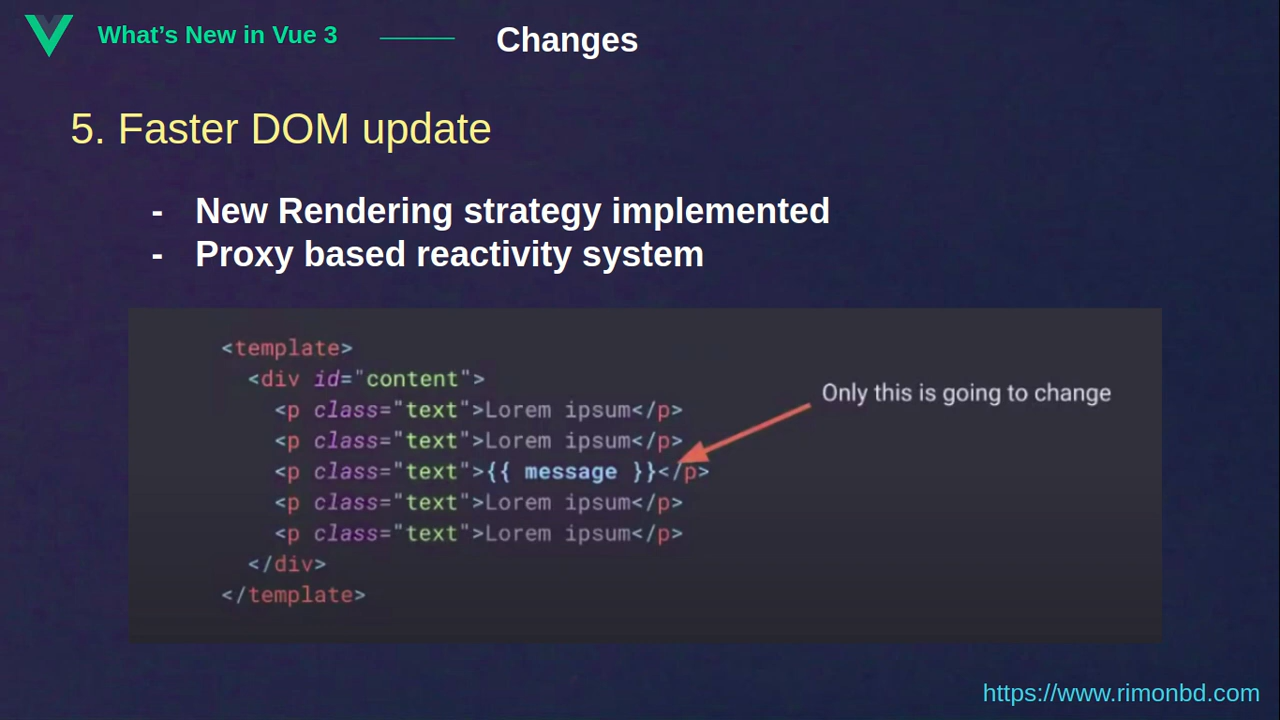 What’s New in Vue 3
Changes
5. Faster DOM update
- New Rendering strategy implemented
- Proxy based reactivity system
<template>
<div id="content">
<p class="text">Lorem ipsum</p>
<p class="text">Lorem ipsum</p>
<p class="text">{{ message }}</p>
<p class="text">Lorem ipsum</p>
<p class="text">Lorem ipsum</p>
</div>
</template>
Only this is going to change
https://www.rimonbd.com